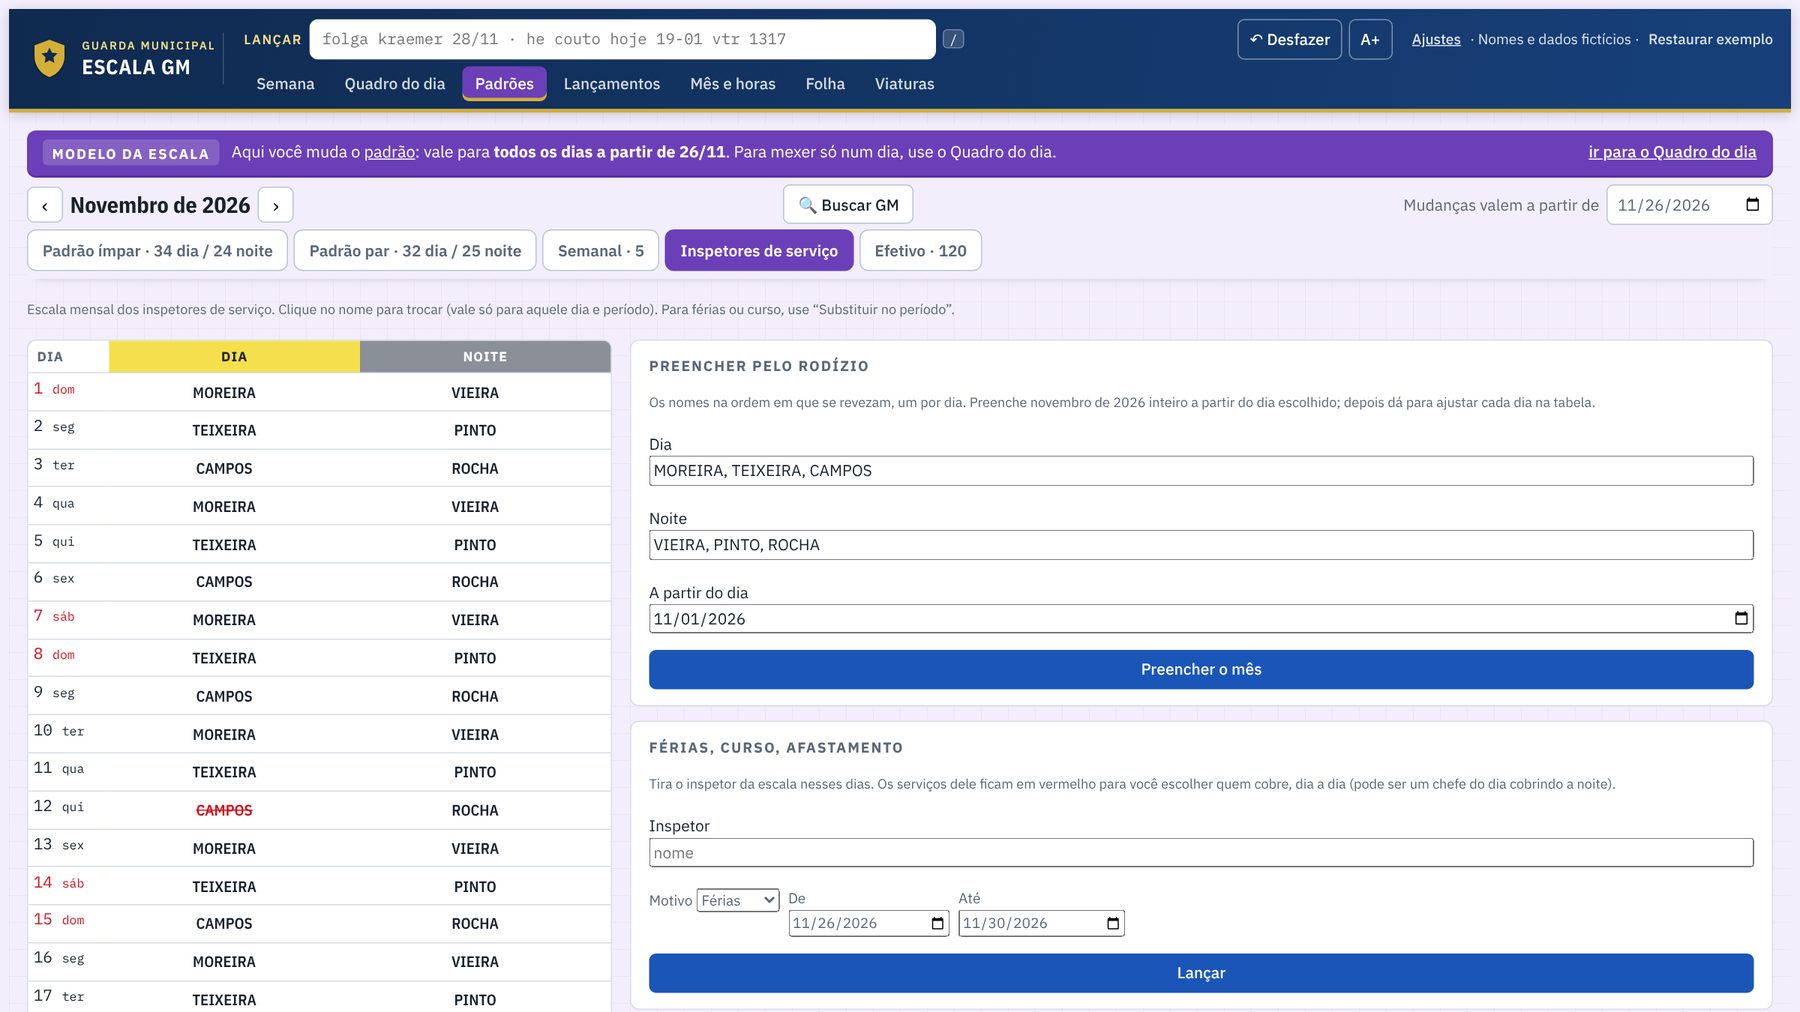 GUARDA MUNICIPAL
ESCALA GM
LANÇAR
folga kraemer 28/11 · he couto hoje 19-01 vtr 1317
/
↶ Desfazer
A+
Ajustes · Nomes e dados fictícios · Restaurar exemplo
Semana
Quadro do dia
Padrões
Lançamentos
Mês e horas
Folha
Viaturas
MODELO DA ESCALA Aqui você muda o padrão: vale para todos os dias a partir de 26/11. Para mexer só num dia, use o Quadro do dia.
ir para o Quadro do dia
‹ Novembro de 2026 ›
🔍 Buscar GM
Mudanças valem a partir de 11/26/2026
Padrão ímpar · 34 dia / 24 noite
Padrão par · 32 dia / 25 noite
Semanal · 5
Inspetores de serviço
Efetivo · 120
Escala mensal dos inspetores de serviço. Clique no nome para trocar (vale só para aquele dia e período). Para férias ou curso, use “Substituir no período”.
DIA DIA NOITE
1 dom MOREIRA VIEIRA
2 seg TEIXEIRA PINTO
3 ter CAMPOS ROCHA
4 qua MOREIRA VIEIRA
5 qui TEIXEIRA PINTO
6 sex CAMPOS ROCHA
7 sáb MOREIRA VIEIRA
8 dom TEIXEIRA PINTO
9 seg CAMPOS ROCHA
10 ter MOREIRA VIEIRA
11 qua TEIXEIRA PINTO
12 qui CAMPOS ROCHA
13 sex MOREIRA VIEIRA
14 sáb TEIXEIRA PINTO
15 dom CAMPOS ROCHA
16 seg MOREIRA VIEIRA
17 ter TEIXEIRA PINTO
PREENCHER PELO RODÍZIO
Os nomes na ordem em que se revezam, um por dia. Preenche novembro de 2026 inteiro a partir do dia escolhido; depois dá para ajustar cada dia na tabela.
Dia
MOREIRA, TEIXEIRA, CAMPOS
Noite
VIEIRA, PINTO, ROCHA
A partir do dia
11/01/2026
Preencher o mês
FÉRIAS, CURSO, AFASTAMENTO
Tira o inspetor da escala nesses dias. Os serviços dele ficam em vermelho para você escolher quem cobre, dia a dia (pode ser um chefe do dia cobrindo a noite).
Inspetor
nome
Motivo Férias
De
11/26/2026
Até
11/30/2026
Lançar